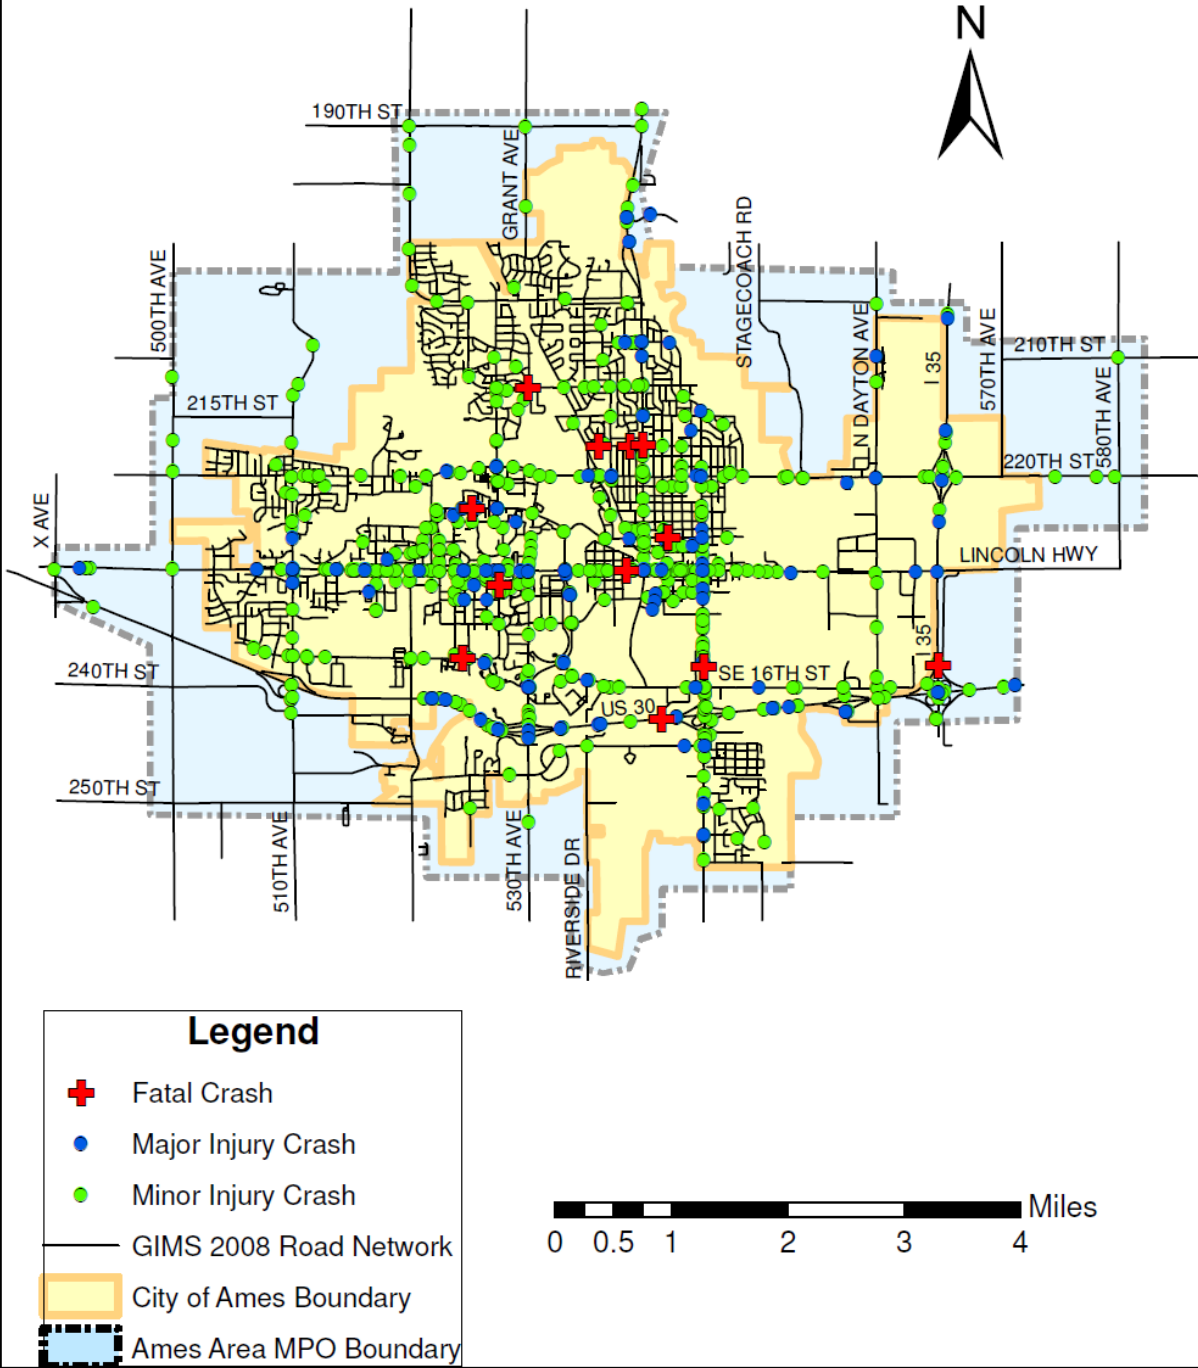 N
190TH ST
GRANT AVE
STAGECOACH RD
500TH AVE
N DAYTON AVE
I 35
570TH AVE
210TH ST
580TH AVE
215TH ST
220TH ST
X AVE
LINCOLN HWY
I 35
240TH ST
SE 16TH ST
US 30
250TH ST
510TH AVE
530TH AVE
RIVERSIDE DR
Legend
Fatal Crash
Major Injury Crash
Minor Injury Crash
GIMS 2008 Road Network
City of Ames Boundary
Ames Area MPO Boundary
Miles
0 0.5 1 2 3 4